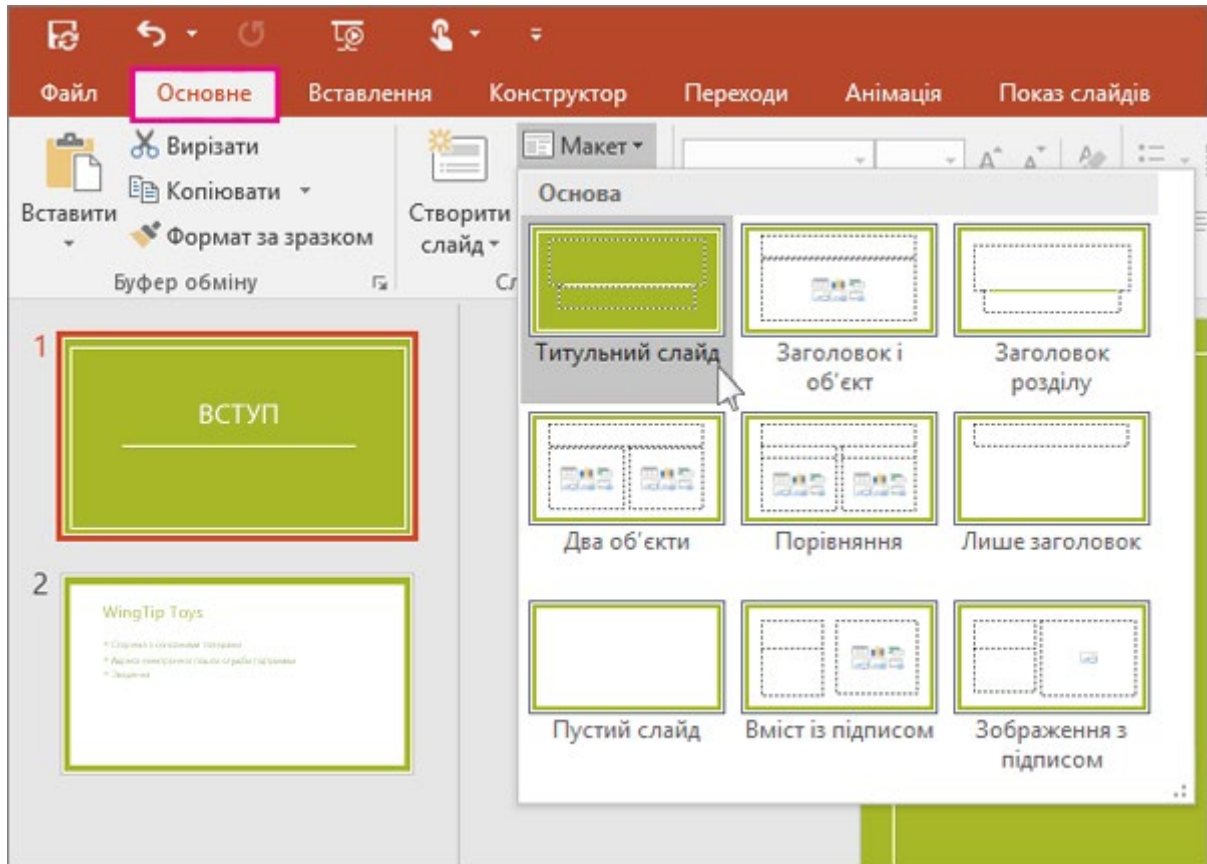 Файл Основне Вставлення Конструктор Переходи Анімація Показ слайдів
Вставити
Вирізати
Копіювати
Формат за зразком
Буфер обміну
Створити
слайд
Макет
Основа
Титульний слайд
Заголовок і
об’єкт
Заголовок
розділу
Два об’єкти
Порівняння
Лише заголовок
Пустий слайд
Вміст із підписом
Зображення з
підписом
1
ВСТУП
2
WingTip Toys